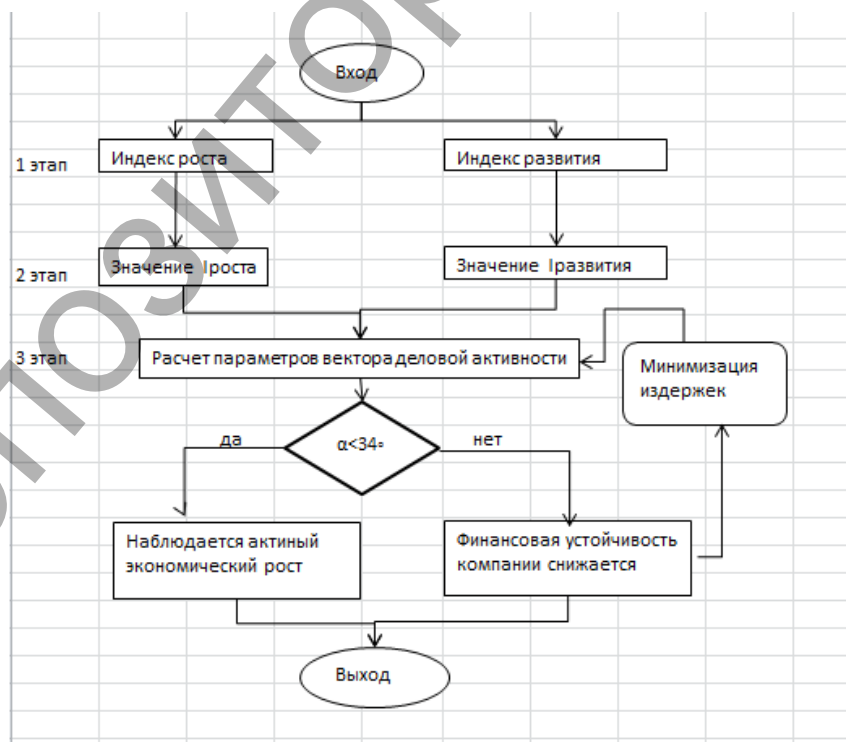 Вход
1 этап
Индекс роста
Индекс развития
2 этап
Значение Iроста
Значение Iразвития
3 этап
Расчет параметров вектора деловой активности
Минимизация
издержек
да
α<34°
нет
Наблюдается актиный
экономический рост
Финансовая устойчивость
компании снижается
Выход